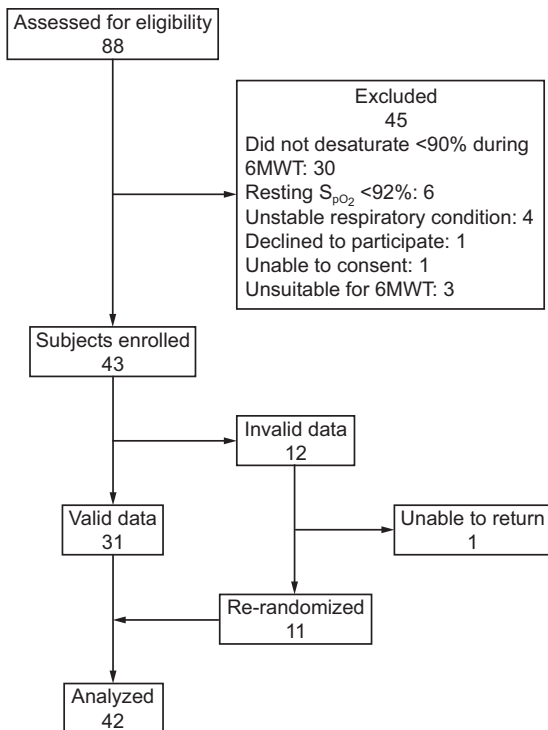 Assessed for eligibility
88
Excluded
45
Did not desaturate <90% during
6MWT: 30
Resting SpO2 <92%: 6
Unstable respiratory condition: 4
Declined to participate: 1
Unable to consent: 1
Unsuitable for 6MWT: 3
Subjects enrolled
43
Invalid data
12
Valid data
31
Unable to return
1
Re-randomized
11
Analyzed
42